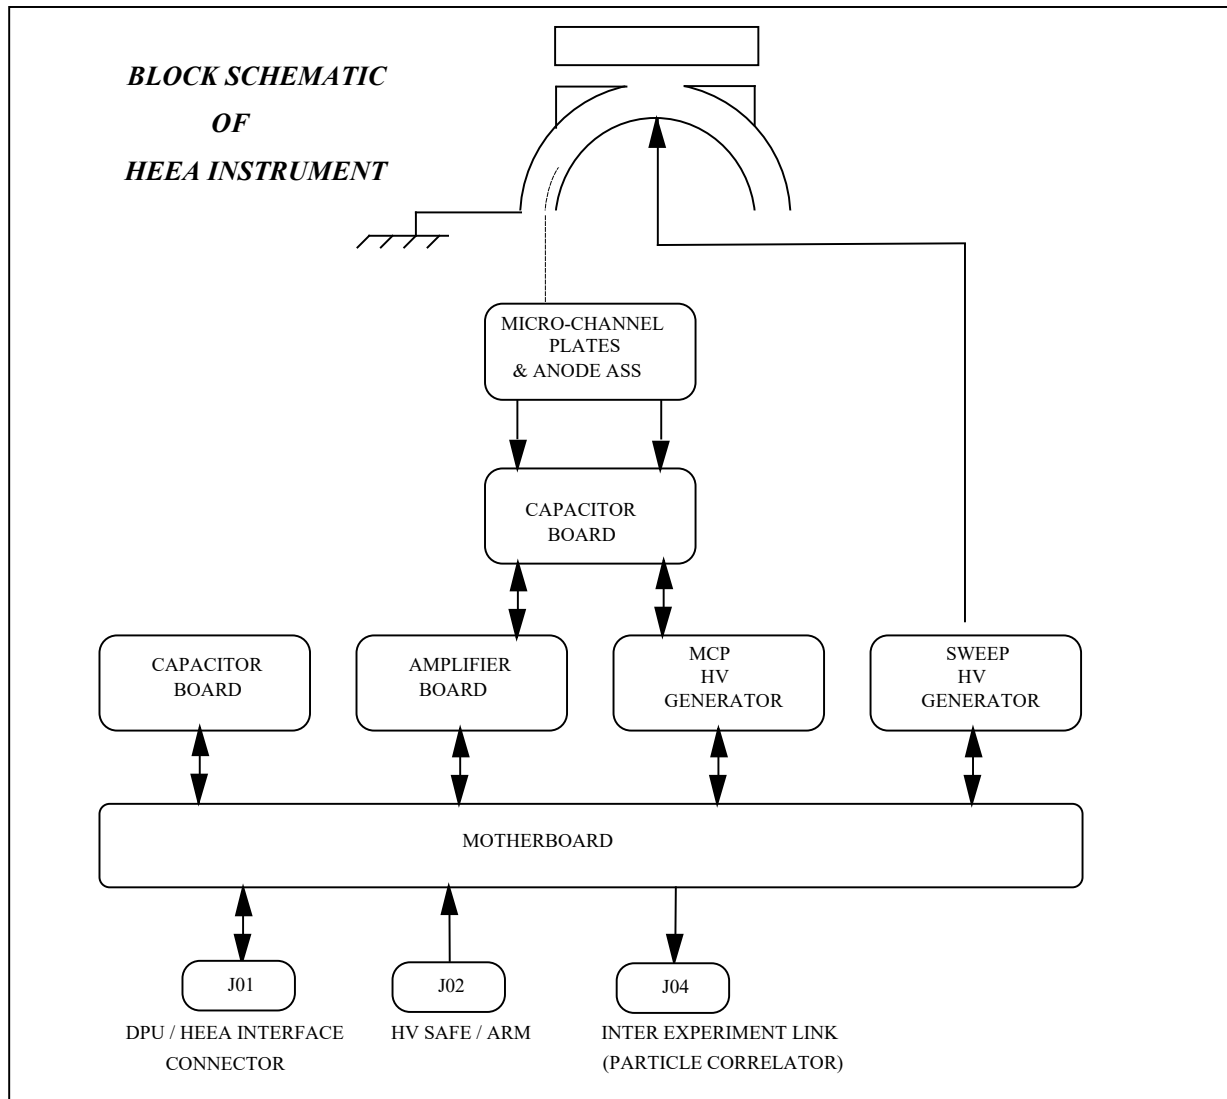 BLOCK SCHEMATIC
OF
HEEA INSTRUMENT
MICRO-CHANNEL
PLATES
& ANODE ASS
CAPACITOR
BOARD
CAPACITOR
BOARD
AMPLIFIER
BOARD
MCP
HV
GENERATOR
SWEEP
HV
GENERATOR
MOTHERBOARD
J01
J02
J04
DPU / HEEA INTERFACE
CONNECTOR
HV SAFE / ARM
INTER EXPERIMENT LINK
(PARTICLE CORRELATOR)